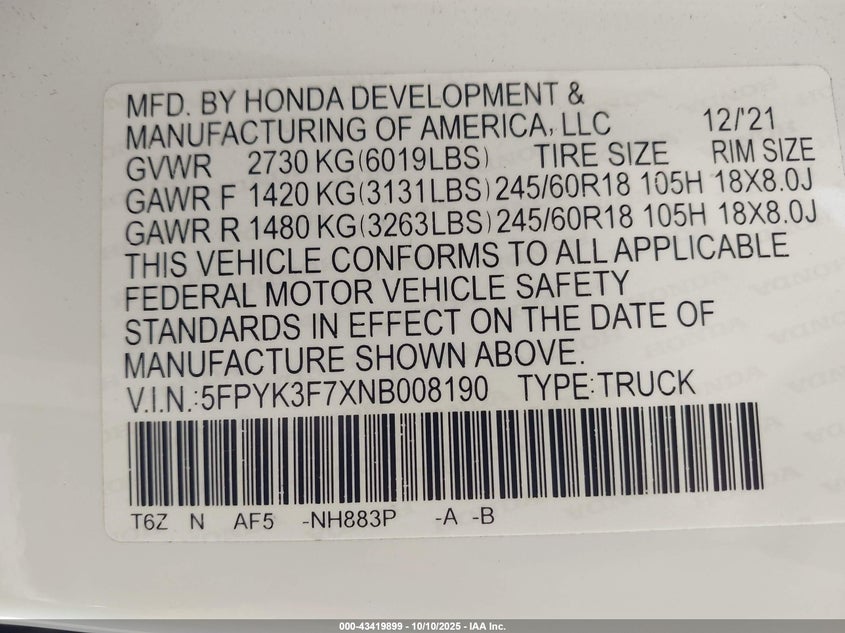 MFD. BY HONDA DEVELOPMENT &
MANUFACTURING OF AMERICA, LLC 12/'21
GVWR 2730 KG(6019LBS) TIRE SIZE RIM SIZE
GAWR F 1420 KG(3131LBS) 245/60R18 105H 18X8.0J
GAWR R 1480 KG(3263LBS) 245/60R18 105H 18X8.0J
THIS VEHICLE CONFORMS TO ALL APPLICABLE
FEDERAL MOTOR VEHICLE SAFETY
STANDARDS IN EFFECT ON THE DATE OF
MANUFACTURE SHOWN ABOVE.
V.I.N.:5FPYK3F7XNB008190 TYPE:TRUCK
T6Z N AF5 -NH883P -A -B
000-43419899 - 10/10/2025 - IAA Inc.